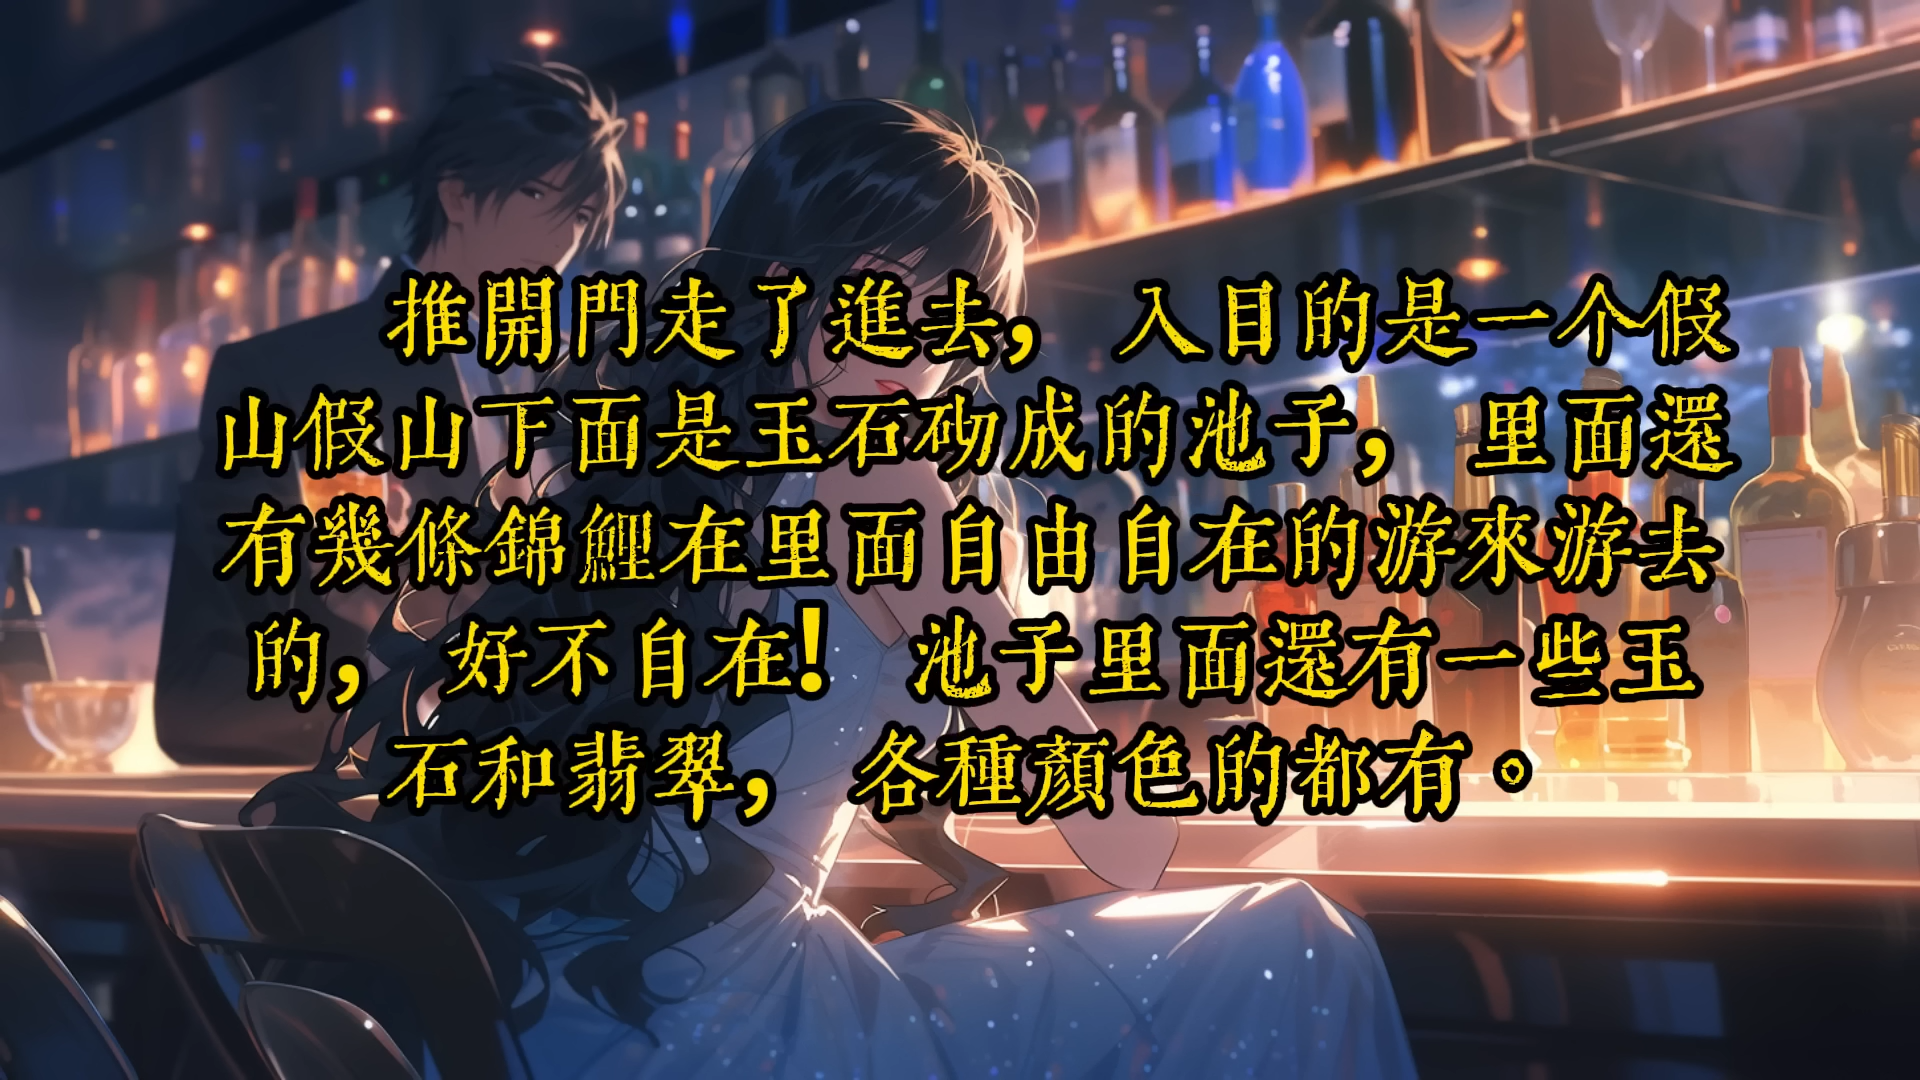 推開門走了進去，入目的是一个假
山假山下面是玉石砌成的池子，里面還
有幾條錦鯉在里面自由自在的游來游去
的，好不自在！池子里面還有一些玉
石和翡翠，各種顏色的都有。